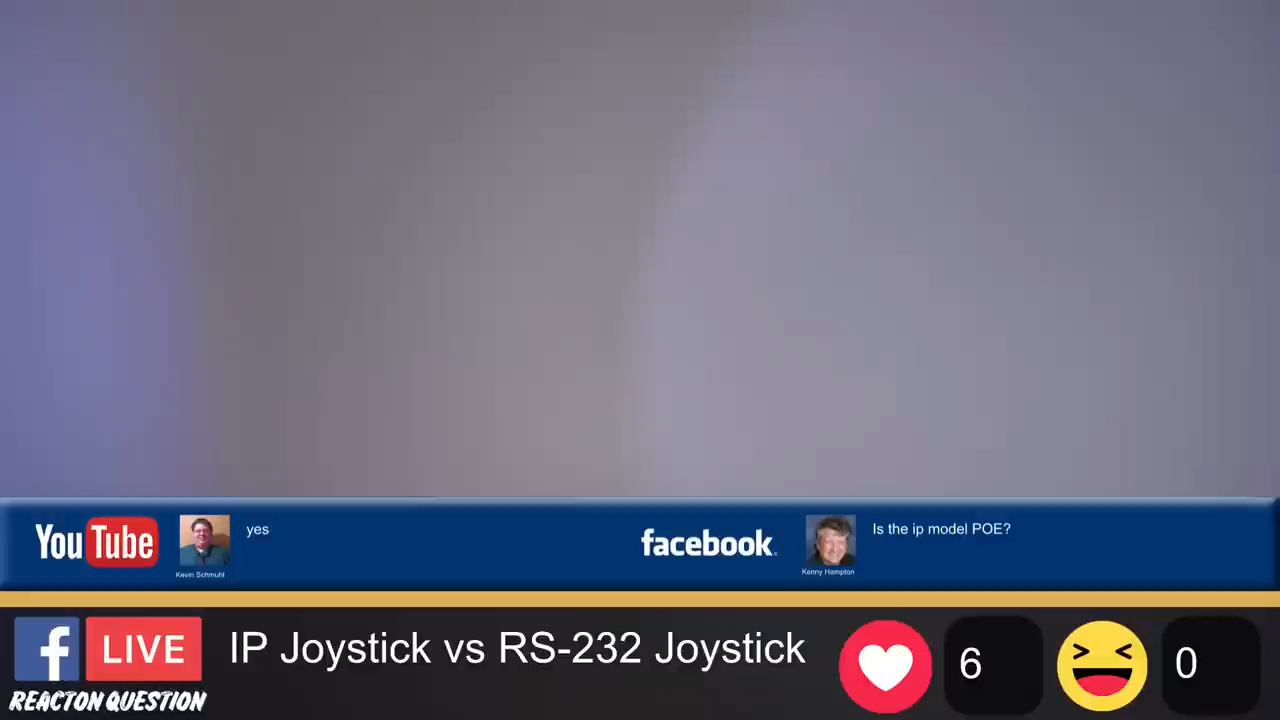 YouTube
Kevin Schmuhl
yes
facebook.
Kenny Hampton
Is the ip model POE?
f LIVE
REACTON QUESTION
IP Joystick vs RS-232 Joystick
6
0